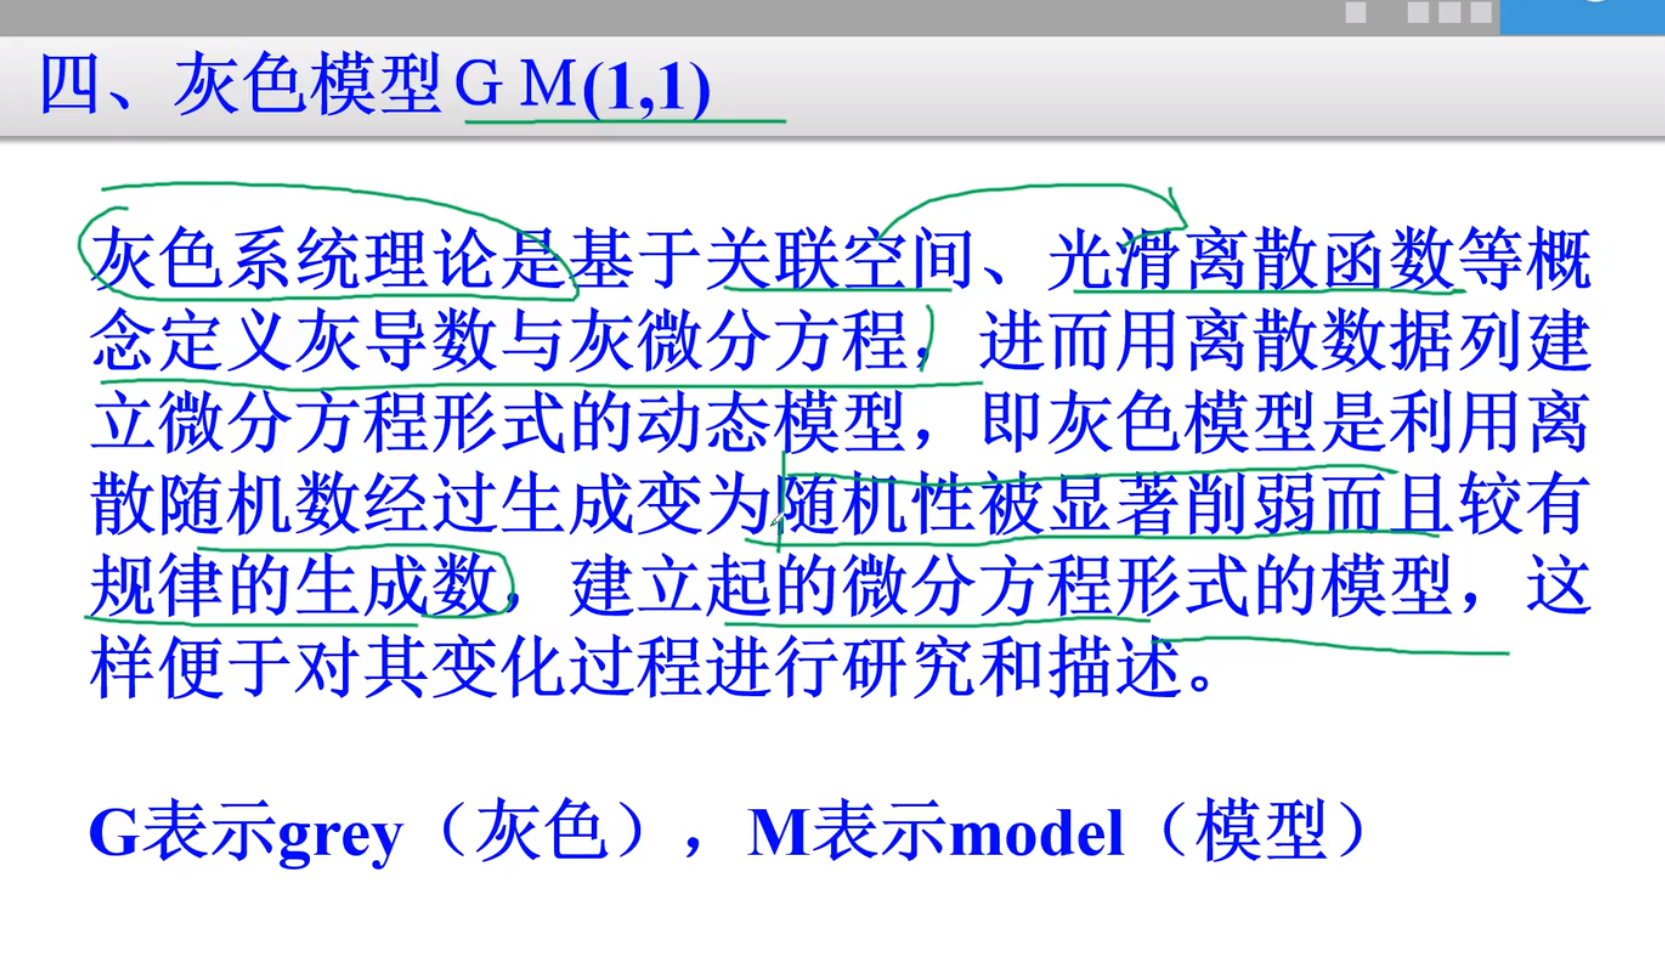 四、灰色模型GM(1,1)
灰色系统理论是基于关联空间、光滑离散函数等概
念定义灰导数与灰微分方程，进而用离散数据列建
立微分方程形式的动态模型，即灰色模型是利用离
散随机数经过生成变为随机性被显著削弱而且较有
规律的生成数，建立起的微分方程形式的模型，这
样便于对其变化过程进行研究和描述。
G表示grey（灰色），M表示model（模型）